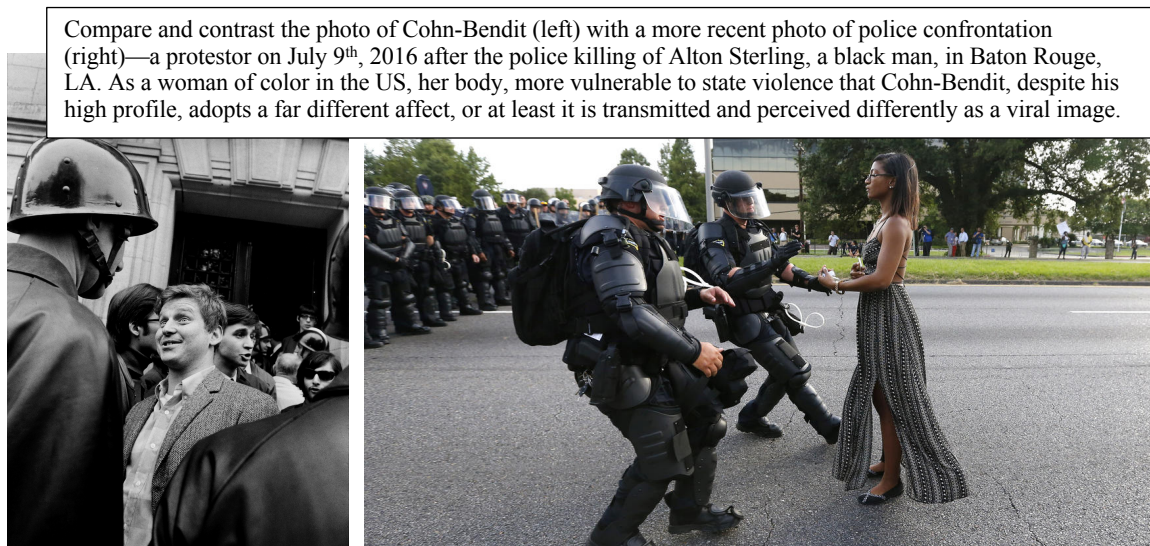 Compare and contrast the photo of Cohn-Bendit (left) with a more recent photo of police confrontation
(right)—a protestor on July 9th, 2016 after the police killing of Alton Sterling, a black man, in Baton Rouge,
LA. As a woman of color in the US, her body, more vulnerable to state violence that Cohn-Bendit, despite his
high profile, adopts a far different affect, or at least it is transmitted and perceived differently as a viral image.